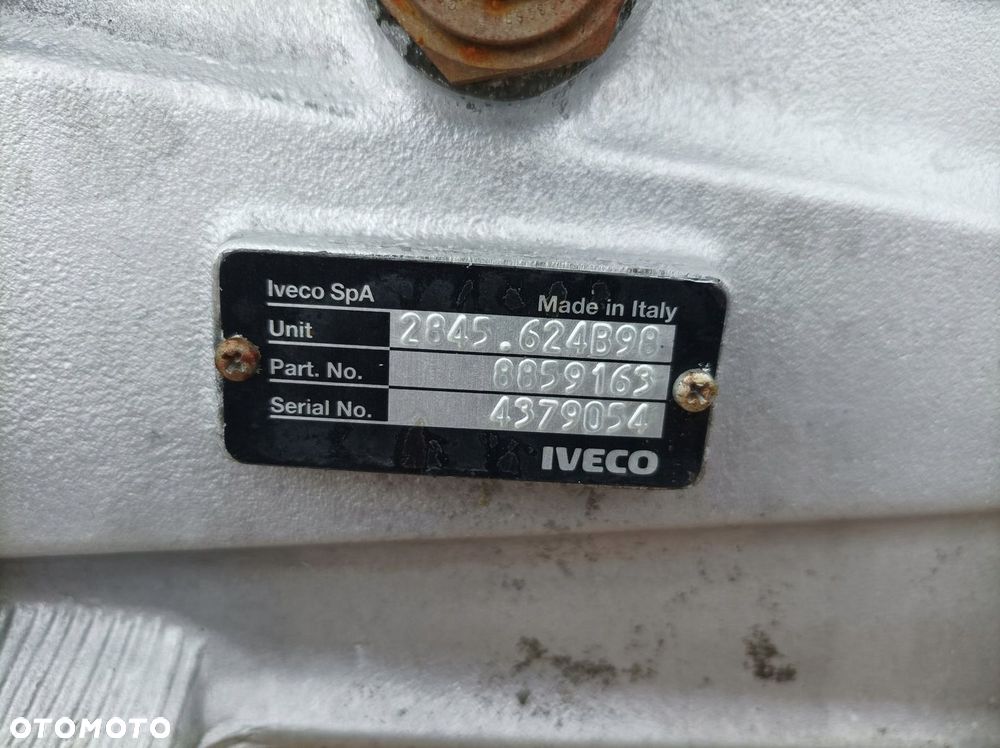 Iveco SpA
Made in Italy
Unit 2845.624B98
Part. No. 8859163
Serial No. 4379054
IVECO
OTOMOTO